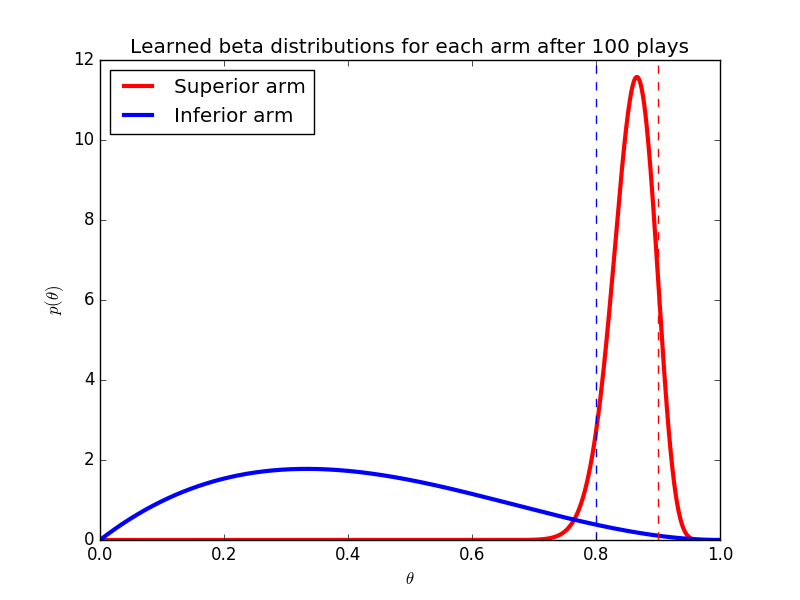 Learned beta distributions for each arm after 100 plays
12
Superior arm
Inferior arm
10
8
6
4
2
0
p(θ)
0.0 0.2 0.4 0.6 0.8 1.0
θ